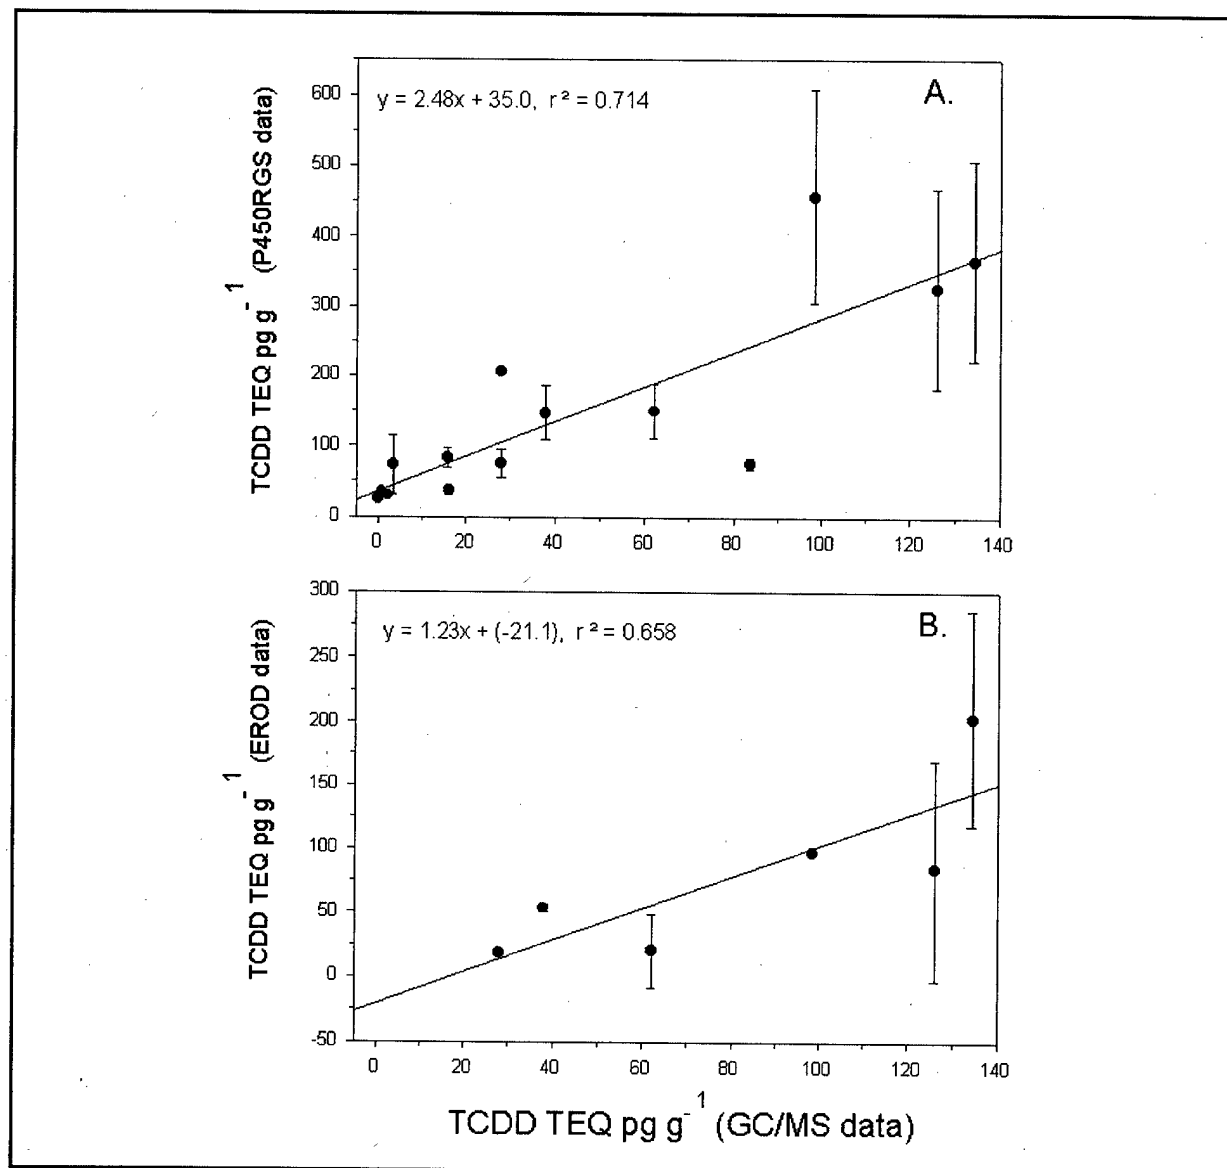 y = 2.48x + 35.0, r² = 0.714
A.
TCDD TEQ pg g⁻¹ (P450RGS data)
600
500
400
300
200
100
0
0 20 40 60 80 100 120 140
y = 1.23x + (-21.1), r² = 0.658
B.
TCDD TEQ pg g⁻¹ (EROD data)
300
250
200
150
100
50
0
-50
0 20 40 60 80 100 120 140
TCDD TEQ pg g⁻¹ (GC/MS data)